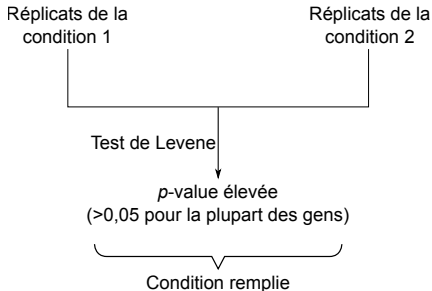 Réplicats de la
condition 1
Réplicats de la
condition 2
Test de Levene
p-value élevée
(>0,05 pour la plupart des gens)
Condition remplie